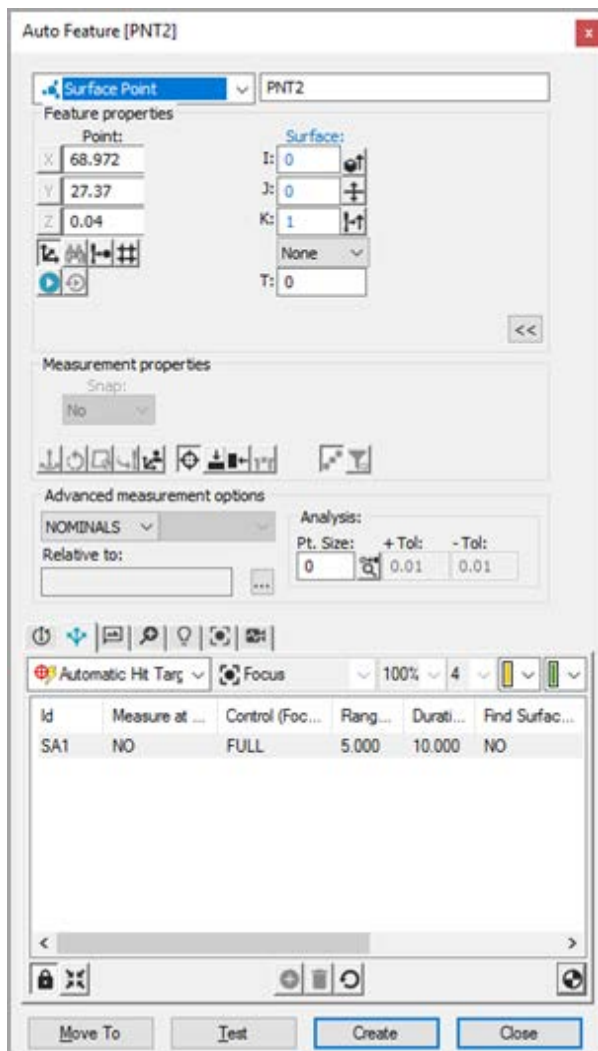 Auto Feature [PNT2]
x
Surface Point PNT2
Feature properties
Point: Surface:
X 68.972 I: 0
Y 27.37 J: 0
Z 0.04 K: 1
None
T: 0
<<
Measurement properties
Snap:
No
Advanced measurement options
NOMINALS
Analysis:
Pt. Size: + Tol: - Tol:
0 0.01 0.01
Relative to:
...
Automatic Hit Targ Focus 100% 4
Id Measure at ... Control (Foc... Rang... Durati... Find Surfac...
SA1 NO FULL 5.000 10.000 NO
< >
Move To Test Create Close